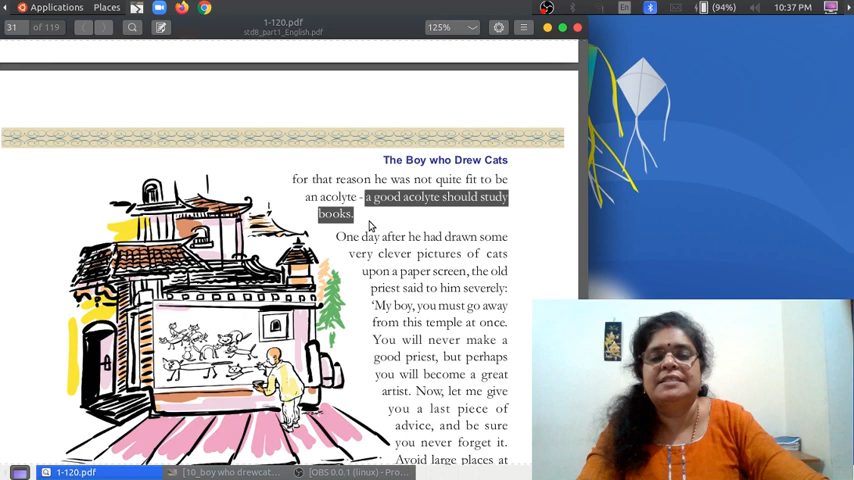 Applications Places En (94%) 10:37 PM
1-120.pdf
std8_part1_English.pdf
31 of 119 125%
The Boy who Drew Cats
for that reason he was not quite fit to be
an acolyte - a good acolyte should study
books.
One day after he had drawn some
very clever pictures of cats
upon a paper screen, the old
priest said to him severely:
‘My boy, you must go away
from this temple at once.
You will never make a
good priest, but perhaps
you will become a great
artist. Now, let me give
you a last piece of
advice, and be sure
you never forget it.
Avoid large places at
1-120.pdf [10_boy who drewcat... [OBS 0.0.1 (linux) - Pro...